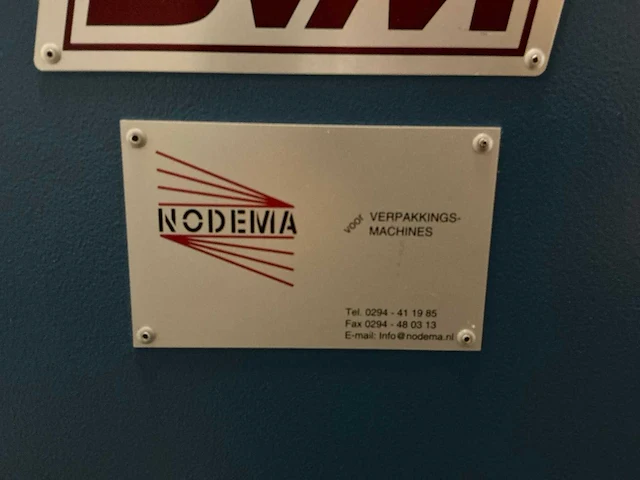 NODEMA
voor VERPAKKINGS-
MACHINES
Tel. 0294 - 41 19 85
Fax 0294 - 48 03 13
E-mail: Info@nodema.nl